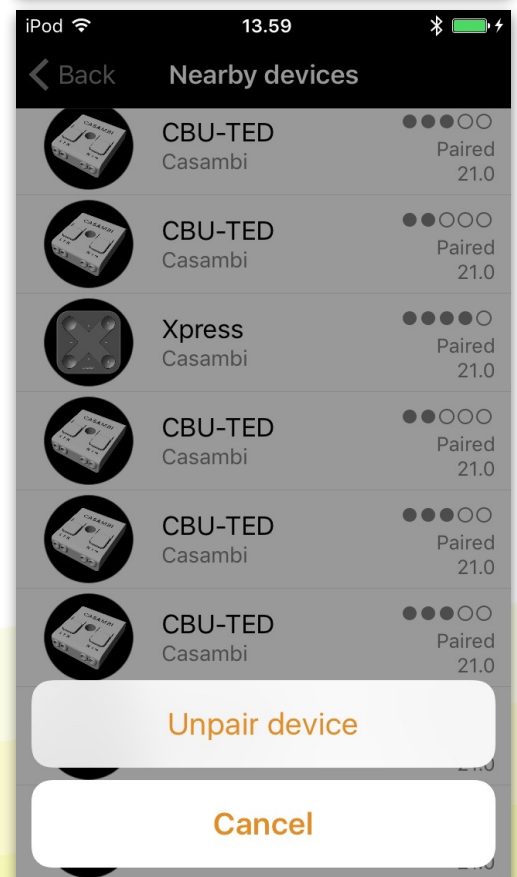 iPod 13.59
Back Nearby devices
CBU-TED
Casambi
Paired
21.0
CBU-TED
Casambi
Paired
21.0
Xpress
Casambi
Paired
21.0
CBU-TED
Casambi
Paired
21.0
CBU-TED
Casambi
Paired
21.0
CBU-TED
Casambi
Paired
21.0
Unpair device
Cancel